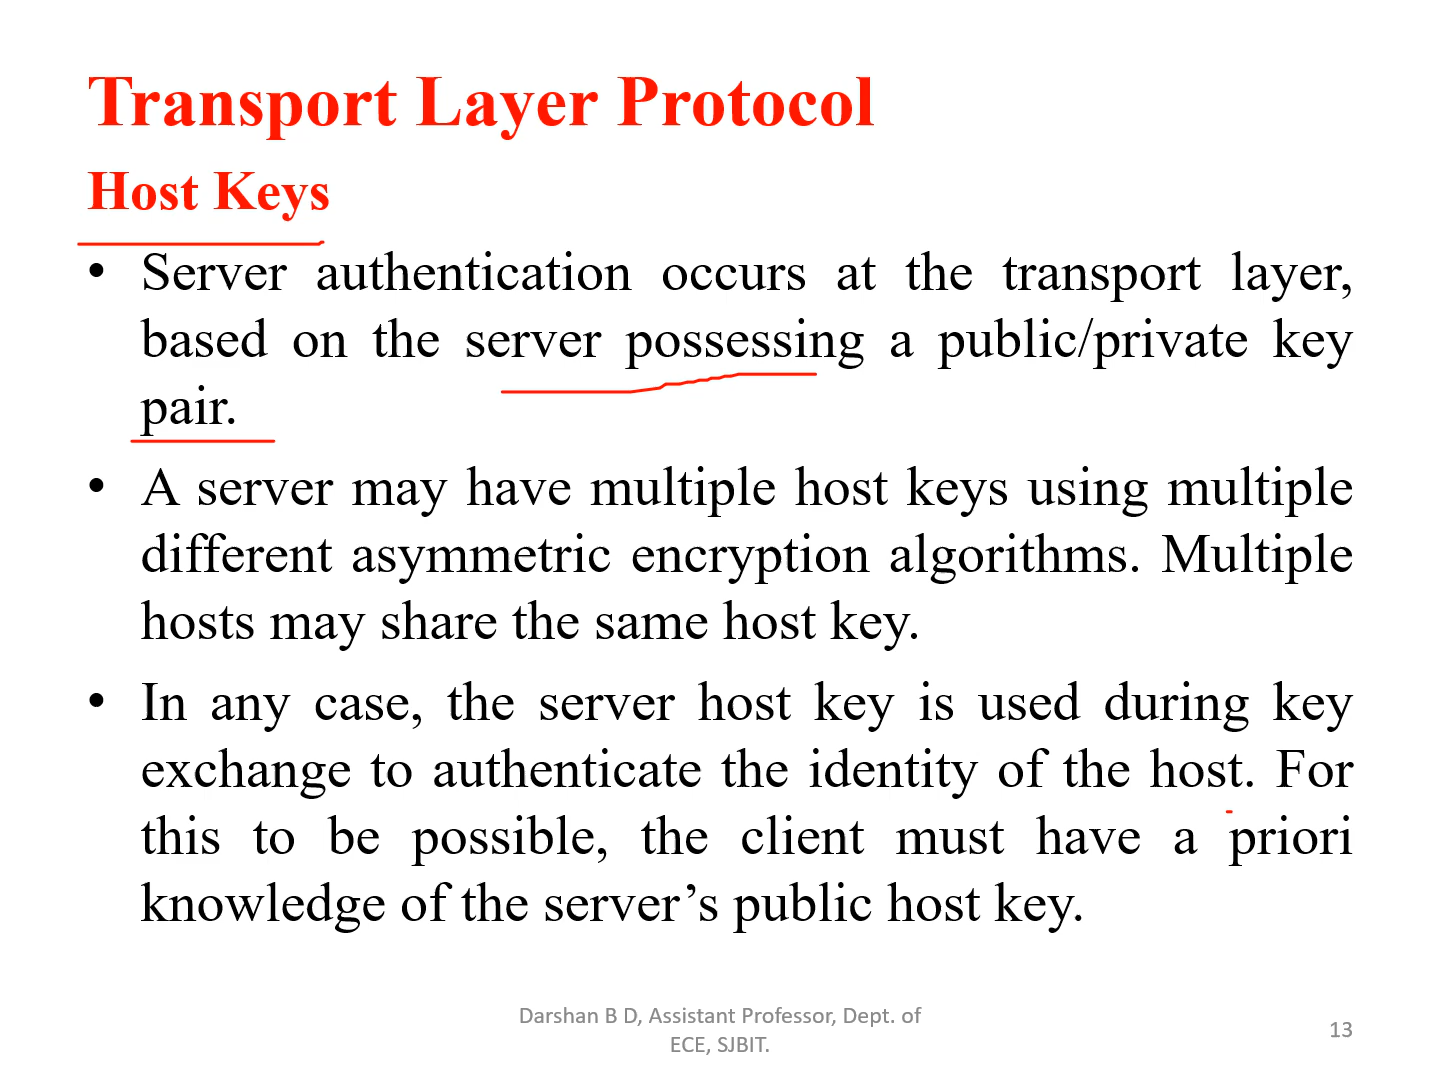 Transport Layer Protocol
Host Keys
• Server authentication occurs at the transport layer,
based on the server possessing a public/private key
pair.
• A server may have multiple host keys using multiple
different asymmetric encryption algorithms. Multiple
hosts may share the same host key.
• In any case, the server host key is used during key
exchange to authenticate the identity of the host. For
this to be possible, the client must have a priori
knowledge of the server’s public host key.
Darshan B D, Assistant Professor, Dept. of
ECE, SJBIT.
13